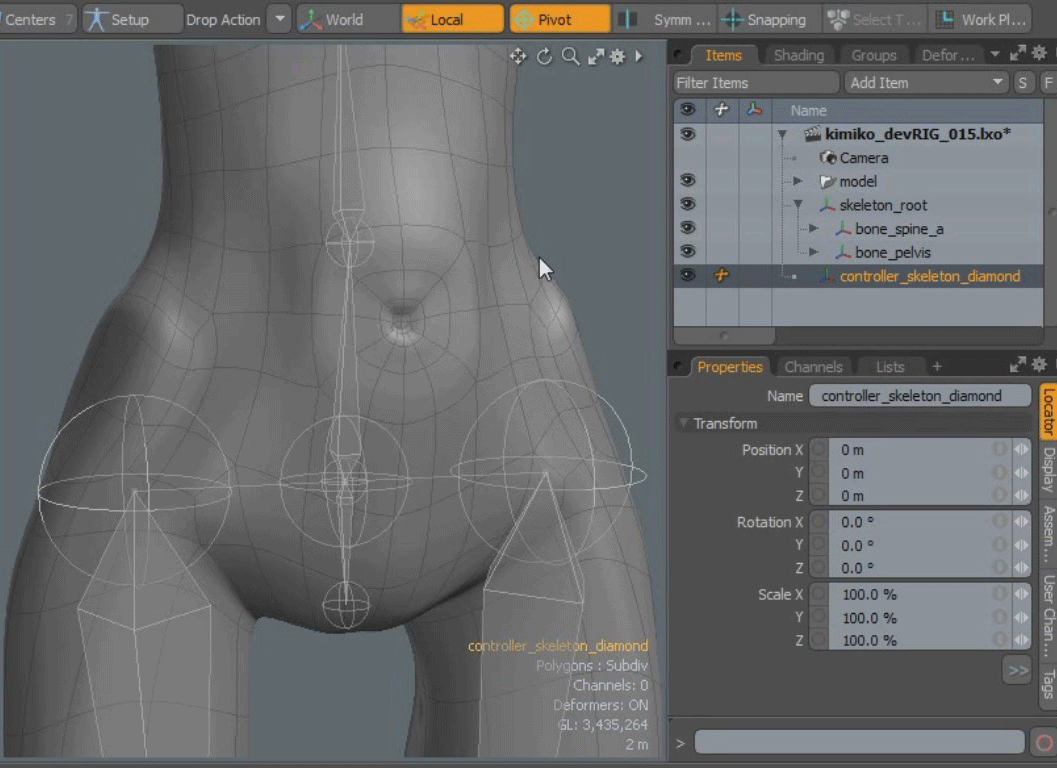 Centers 7 Setup Drop Action World Local Pivot Symm ... Snapping Select T ... Work Pl...
Items Shading Groups Defor...
Filter Items Add Item S F
Name
kimiko_devRIG_015.lxo*
Camera
model
skeleton_root
bone_spine_a
bone_pelvis
controller_skeleton_diamond
Properties Channels Lists +
Name controller_skeleton_diamond
Transform
Position X 0 m
Y 0 m
Z 0 m
Rotation X 0.0 °
Y 0.0 °
Z 0.0 °
Scale X 100.0 %
Y 100.0 %
Z 100.0 %
>>
>
Locator
Display
Assem...
User Chan...
Tags
controller_skeleton_diamond
Polygons : Subdiv
Channels: 0
Deformers: ON
GL: 3,435,264
2 m